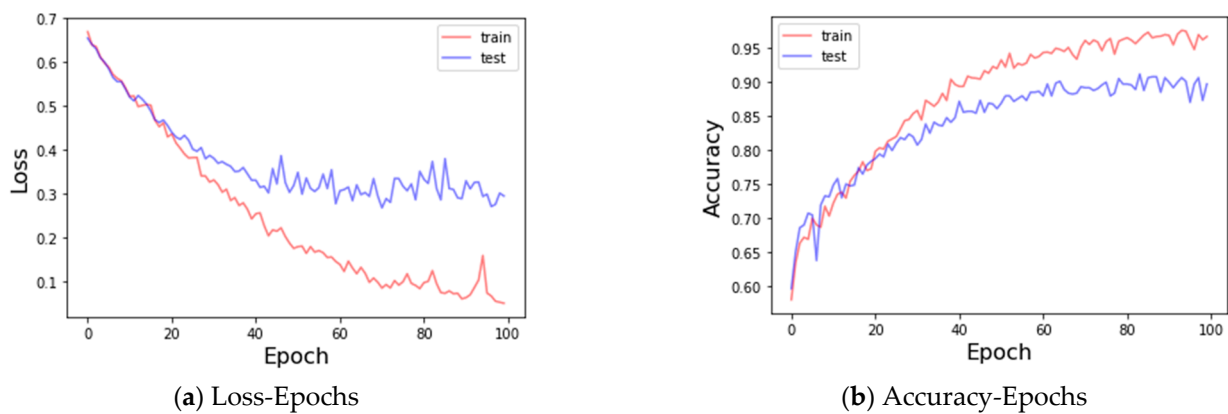 0.7
0.6
0.5
0.4
0.3
0.2
0.1
Loss
train
test
0 20 40 60 80 100
Epoch
(a) Loss-Epochs
0.95
0.90
0.85
0.80
0.75
0.70
0.65
0.60
Accuracy
train
test
0 20 40 60 80 100
Epoch
(b) Accuracy-Epochs